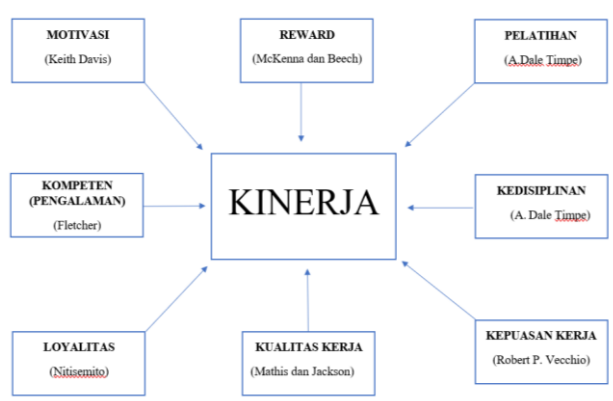 MOTIVASI
(Keith Davis)
REWARD
(McKenna dan Beech)
PELATIHAN
(A.Dale Timpe)
KOMPETEN
(PENGALAMAN)
(Fletcher)
KINERJA
KEDISIPLINAN
(A. Dale Timpe)
LOYALITAS
(Nitisemito)
KUALITAS KERJA
(Mathis dan Jackson)
KEPUASAN KERJA
(Robert P. Vecchio)